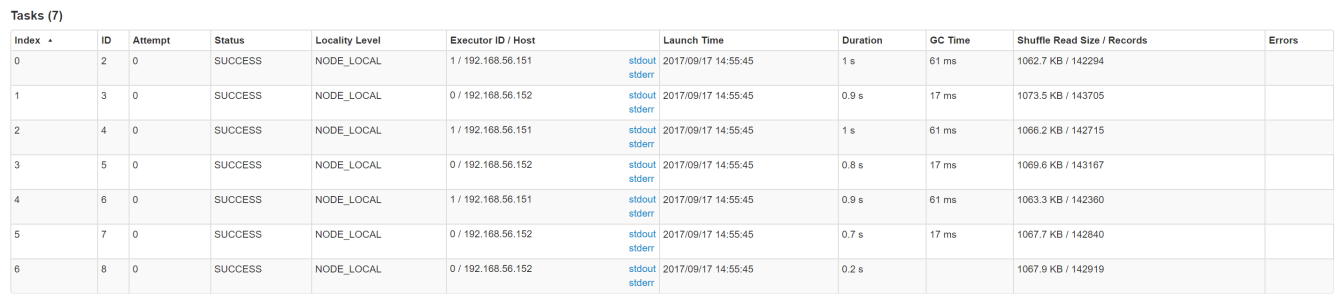 Tasks (7)
Index ▲ ID Attempt Status Locality Level Executor ID / Host Launch Time Duration GC Time Shuffle Read Size / Records Errors
0 2 0 SUCCESS NODE_LOCAL 1 / 192.168.56.151 stdout 2017/09/17 14:55:45 1 s 61 ms 1062.7 KB / 142294
stderr
1 3 0 SUCCESS NODE_LOCAL 0 / 192.168.56.152 stdout 2017/09/17 14:55:45 0.9 s 17 ms 1073.5 KB / 143705
stderr
2 4 0 SUCCESS NODE_LOCAL 1 / 192.168.56.151 stdout 2017/09/17 14:55:45 1 s 61 ms 1066.2 KB / 142715
stderr
3 5 0 SUCCESS NODE_LOCAL 0 / 192.168.56.152 stdout 2017/09/17 14:55:45 0.8 s 17 ms 1069.6 KB / 143167
stderr
4 6 0 SUCCESS NODE_LOCAL 1 / 192.168.56.151 stdout 2017/09/17 14:55:45 0.9 s 61 ms 1063.3 KB / 142360
stderr
5 7 0 SUCCESS NODE_LOCAL 0 / 192.168.56.152 stdout 2017/09/17 14:55:45 0.7 s 17 ms 1067.7 KB / 142840
stderr
6 8 0 SUCCESS NODE_LOCAL 0 / 192.168.56.152 stdout 2017/09/17 14:55:45 0.2 s 1067.9 KB / 142919
stderr